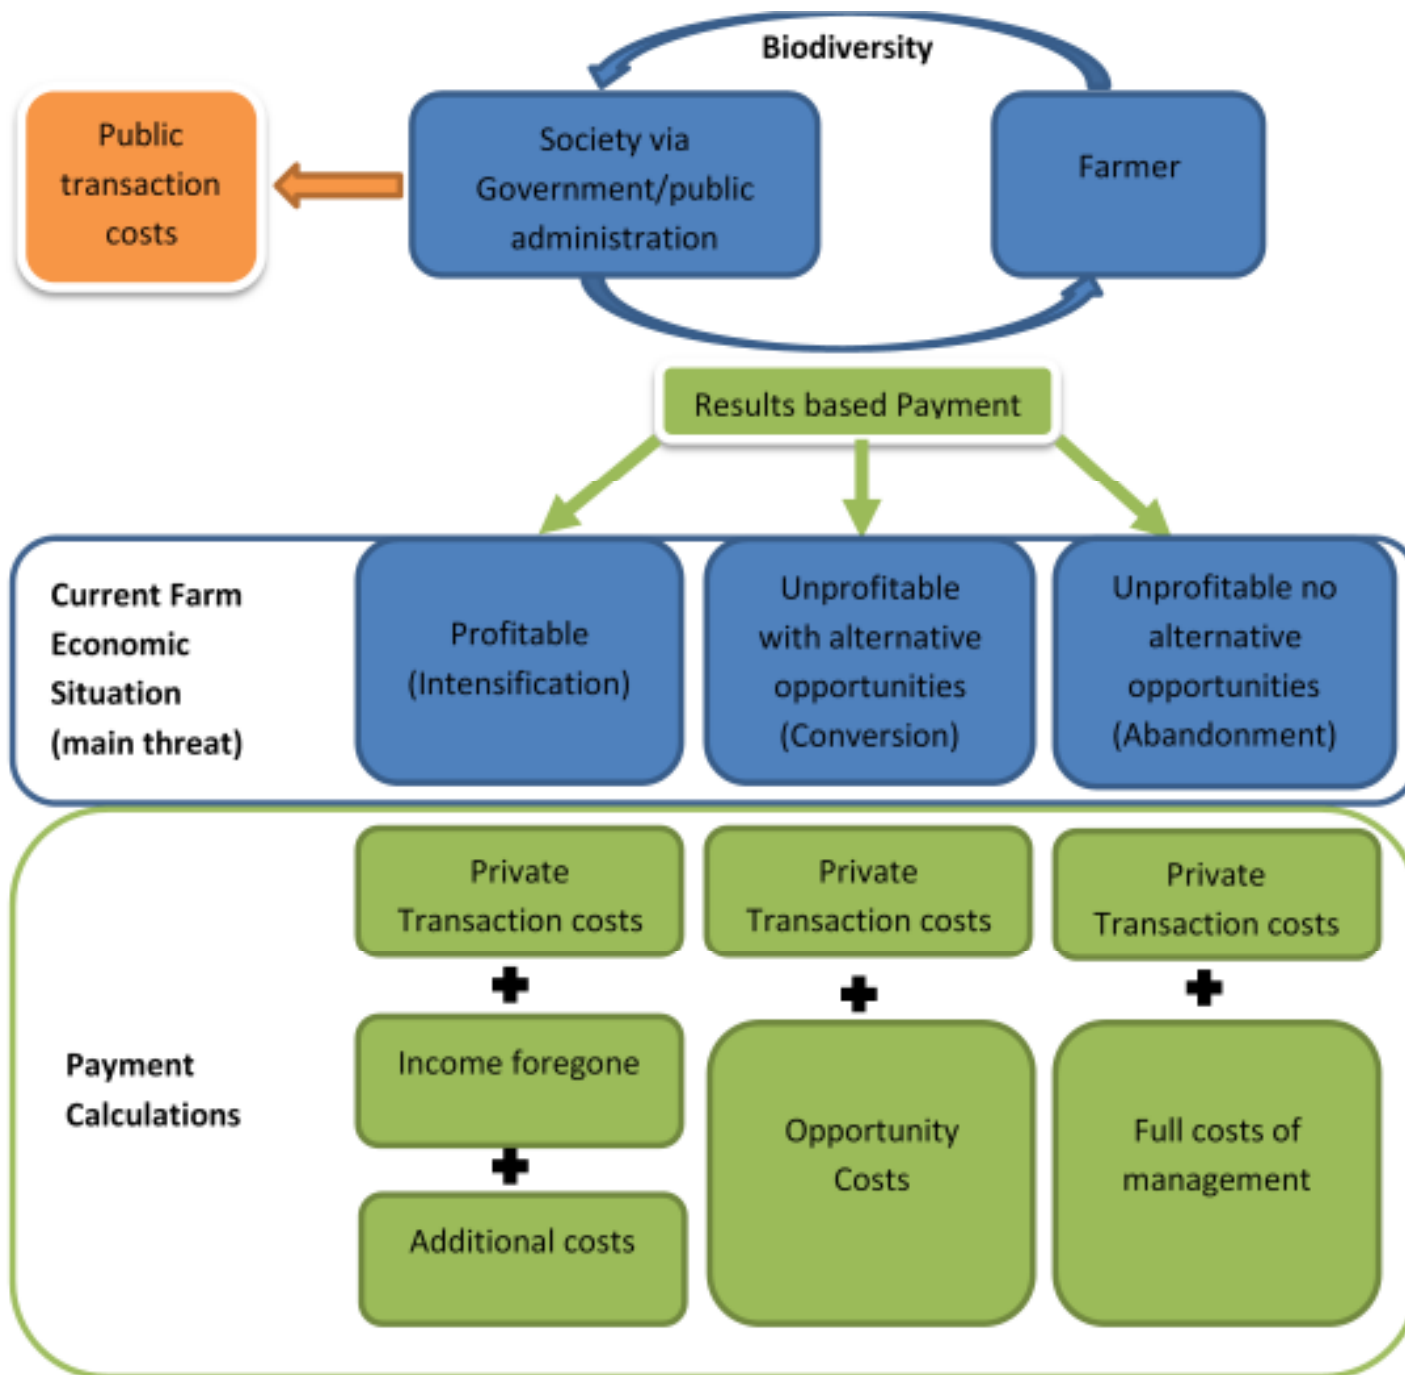 Biodiversity
Public
transaction
costs
Society via
Government/public
administration
Farmer
Results based Payment
Current Farm
Economic
Situation
(main threat)
Profitable
(Intensification)
Unprofitable
with alternative
opportunities
(Conversion)
Unprofitable no
alternative
opportunities
(Abandonment)
Payment
Calculations
Private
Transaction costs
Income foregone
Additional costs
Private
Transaction costs
Opportunity
Costs
Private
Transaction costs
Full costs of
management